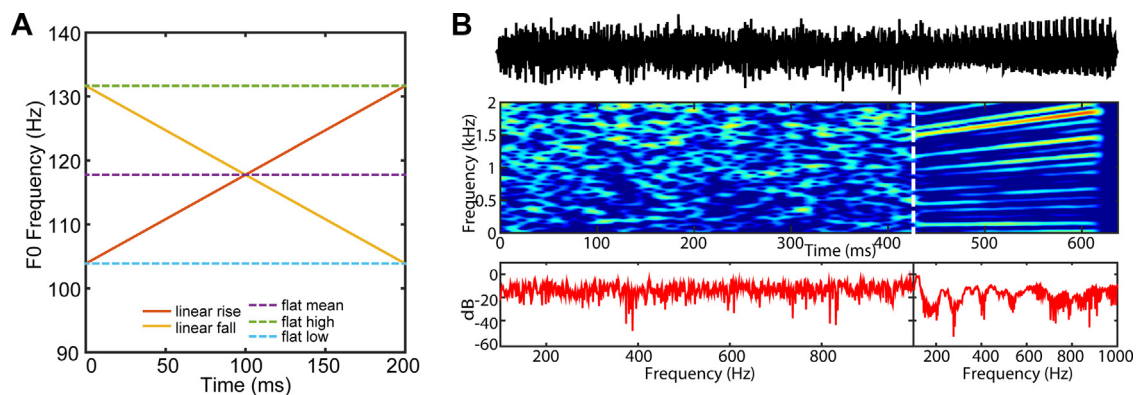 A
F0 Frequency (Hz)
140
130
120
110
100
90
linear rise
linear fall
flat mean
flat high
flat low
0 50 100 150 200
Time (ms)
B
Frequency (kHz)
2
1.5
1
0.5
0
0 100 200 300 400 500 600
Time (ms)
dB
0
-20
-40
-60
200 400 600 800
Frequency (Hz)
200 400 600 800 1000
Frequency (Hz)